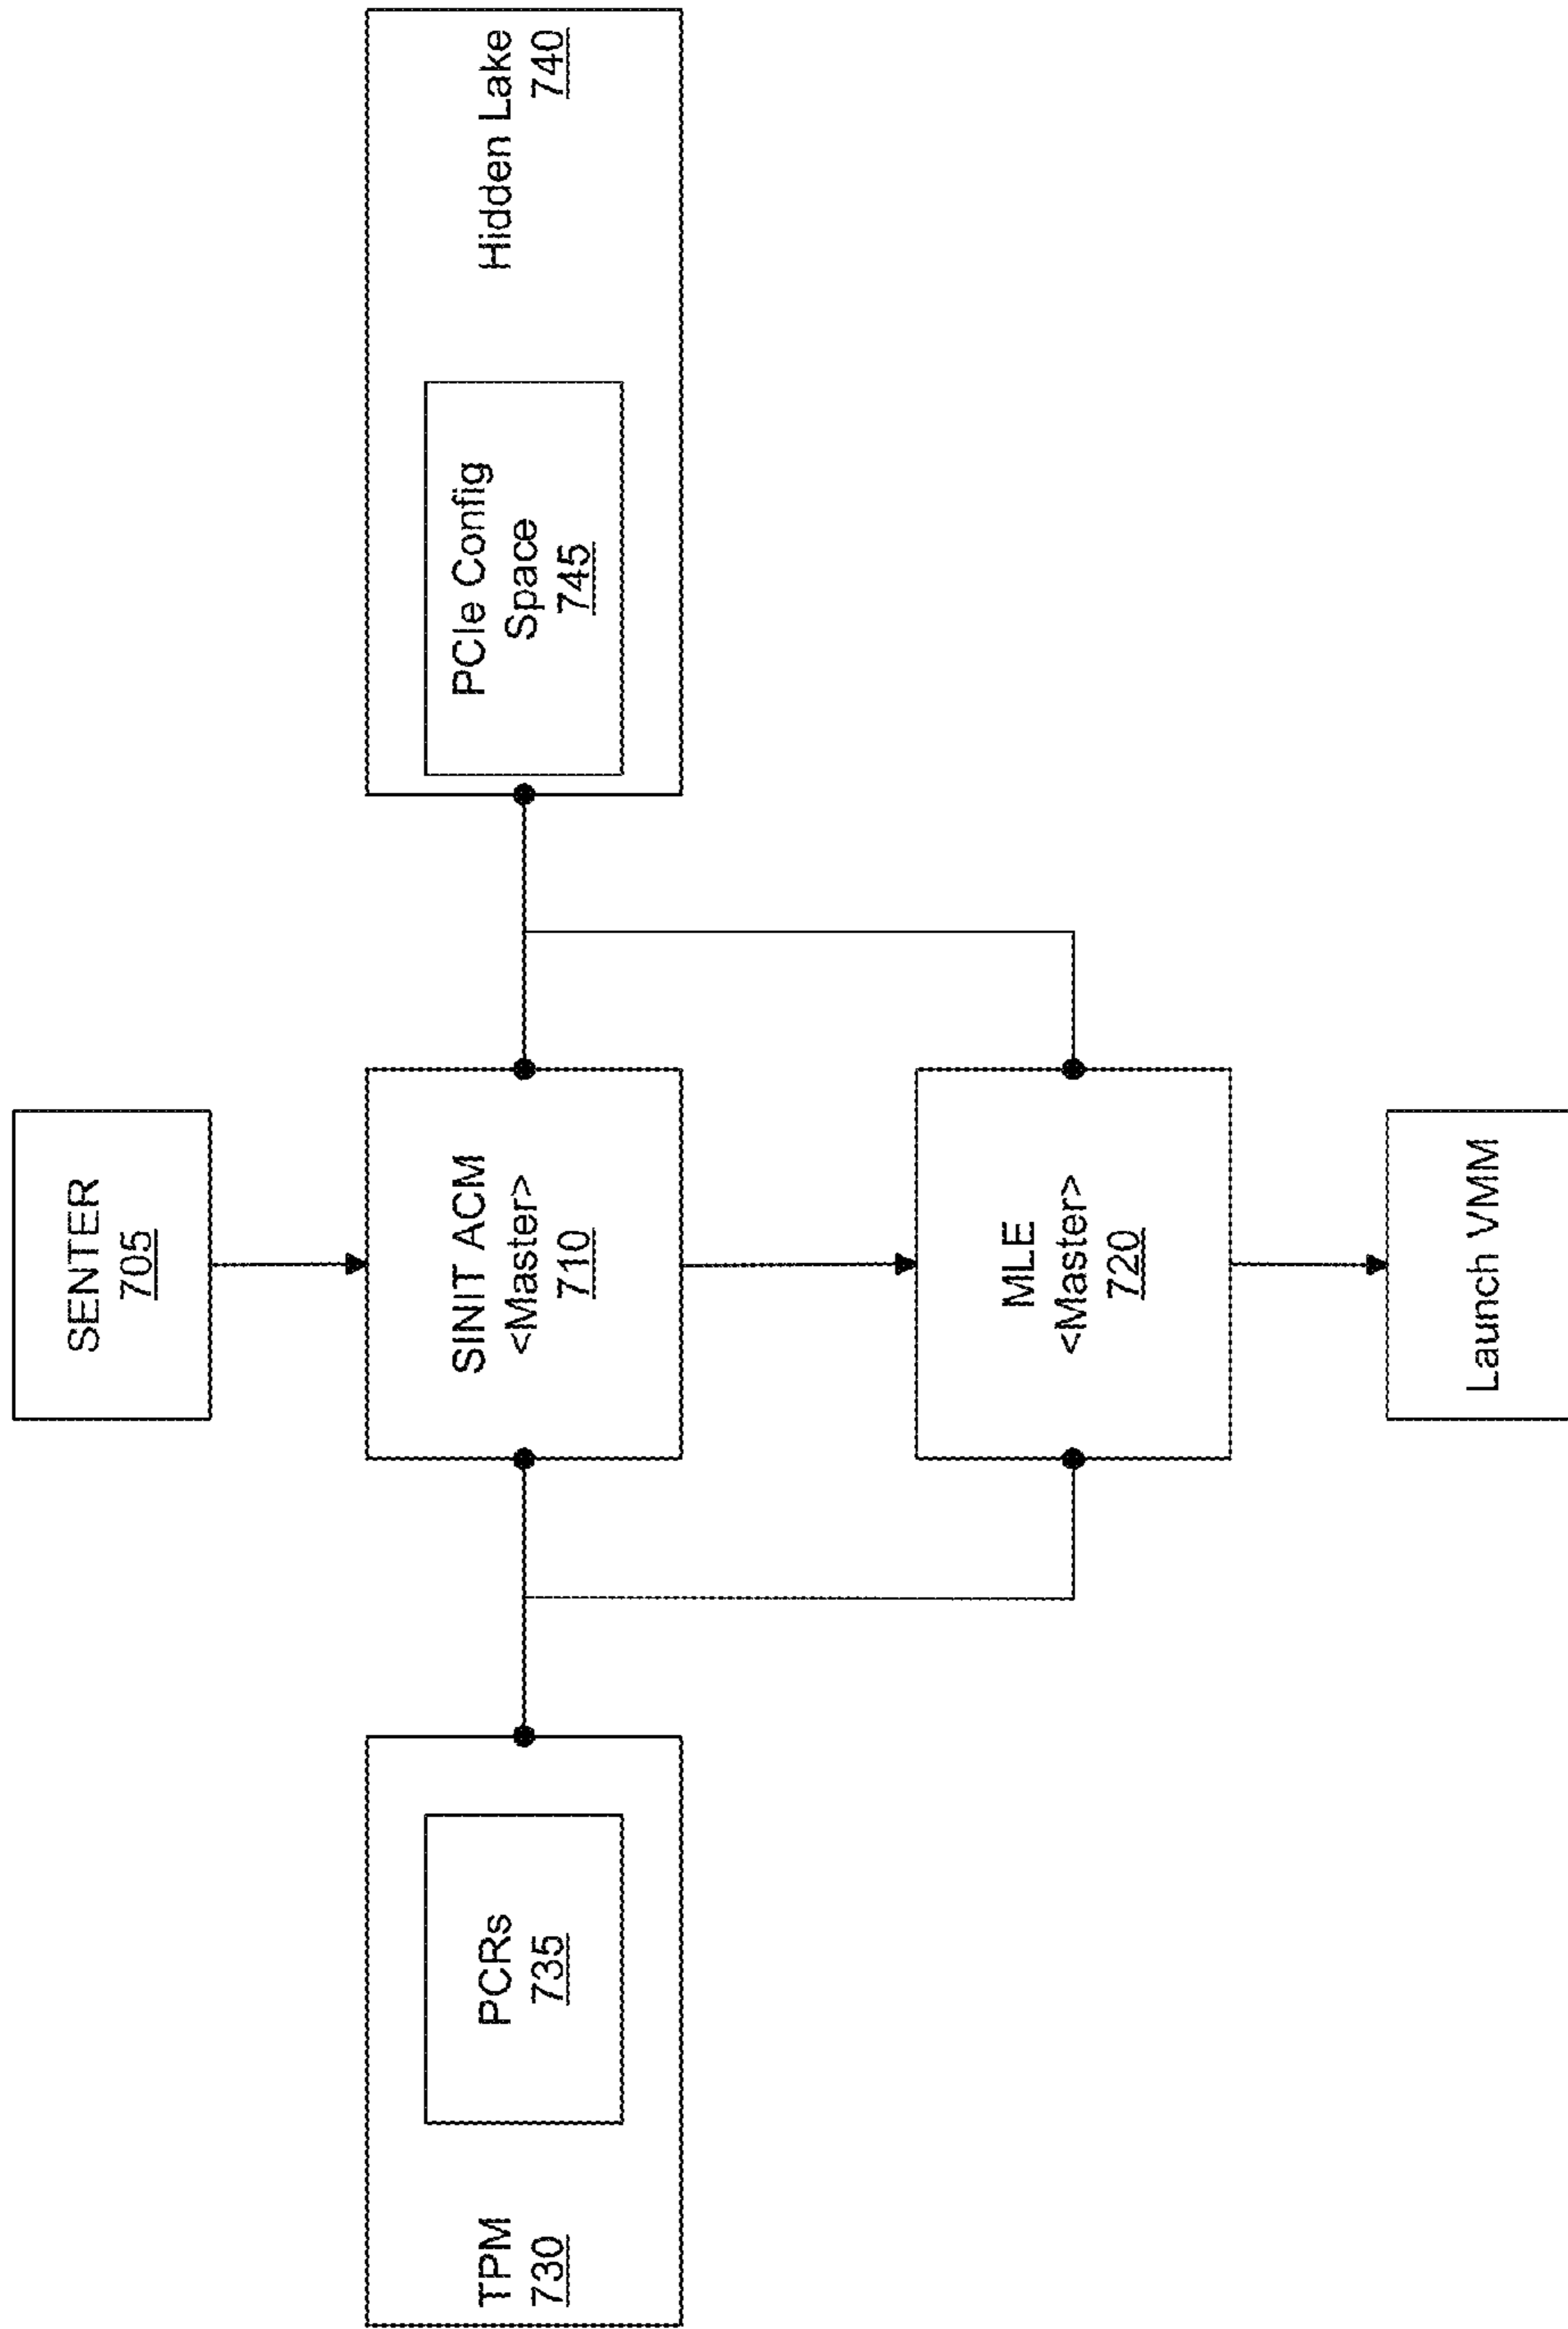 SENTER
705
TPM
730
PCRs
735
SINIT ACM
<Master>
710
PCIe Config
Space
745
Hidden Lake
740
MLE
<Master>
720
Launch VMM